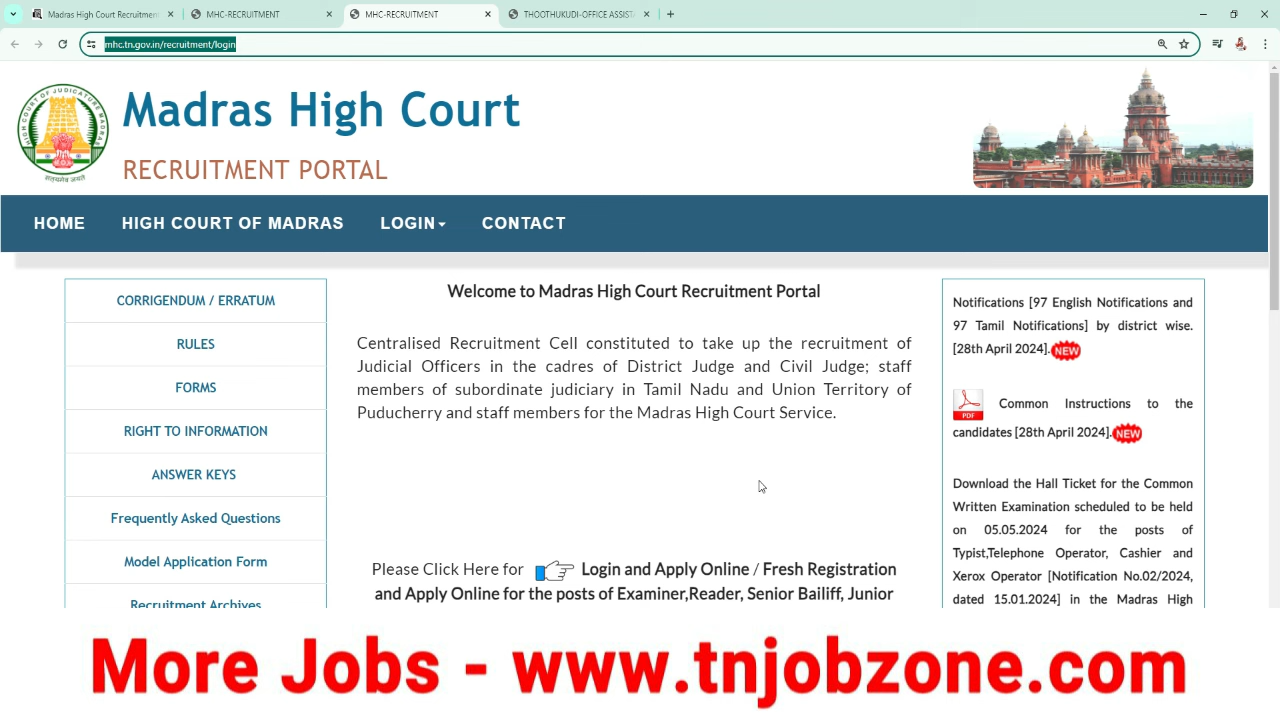 Madras High Court Recruitment
MHC-RECRUITMENT
MHC-RECRUITMENT
THOOTHUKUDI-OFFICE ASSIST
mhc.tn.gov.in/recruitment/login
Madras High Court
RECRUITMENT PORTAL
HOME
HIGH COURT OF MADRAS
LOGIN
CONTACT
CORRIGENDUM / ERRATUM
RULES
FORMS
RIGHT TO INFORMATION
ANSWER KEYS
Frequently Asked Questions
Model Application Form
Recruitment Archives
Welcome to Madras High Court Recruitment Portal
Centralised Recruitment Cell constituted to take up the recruitment of
Judicial Officers in the cadres of District Judge and Civil Judge; staff
members of subordinate judiciary in Tamil Nadu and Union Territory of
Puducherry and staff members for the Madras High Court Service.
Please Click Here for Login and Apply Online / Fresh Registration
and Apply Online for the posts of Examiner,Reader, Senior Bailiff, Junior
Notifications [97 English Notifications and
97 Tamil Notifications] by district wise.
[28th April 2024]. NEW
PDF Common Instructions to the
candidates [28th April 2024]. NEW
Download the Hall Ticket for the Common
Written Examination scheduled to be held
on 05.05.2024 for the posts of
Typist,Telephone Operator, Cashier and
Xerox Operator [Notification No.02/2024,
dated 15.01.2024] in the Madras High
More Jobs - www.tnjobzone.com